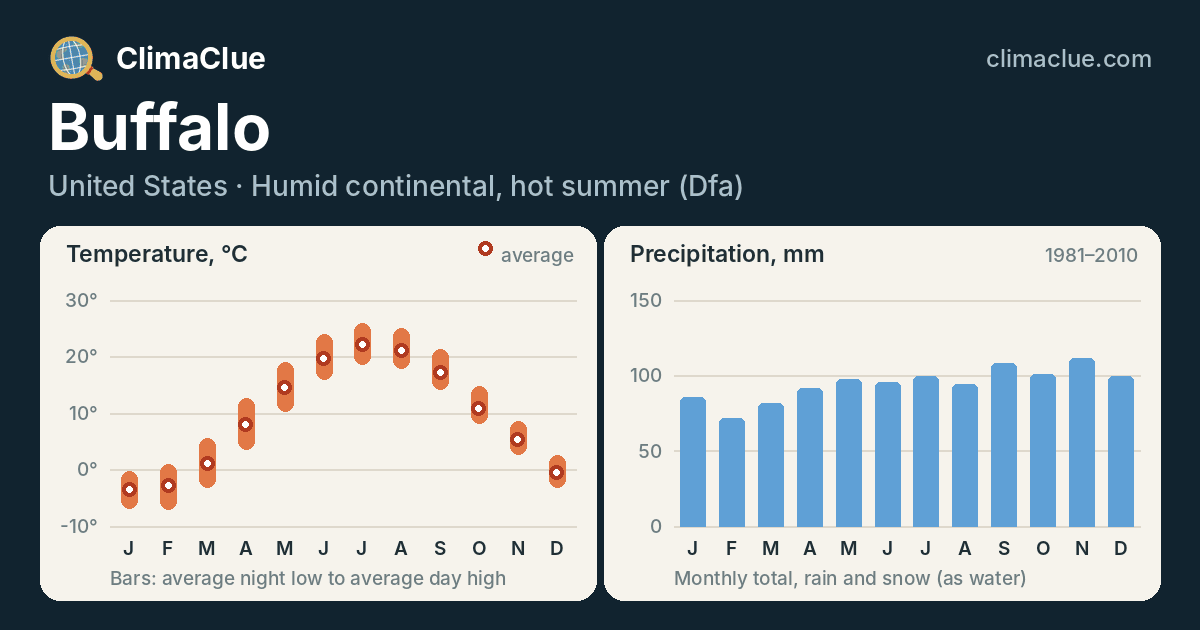 ClimaClue
climaclue.com
Buffalo
United States · Humid continental, hot summer (Dfa)
Temperature, °C
average
30°
20°
10°
0°
-10°
J F M A M J J A S O N D
Bars: average night low to average day high
Precipitation, mm
1981–2010
150
100
50
0
J F M A M J J A S O N D
Monthly total, rain and snow (as water)